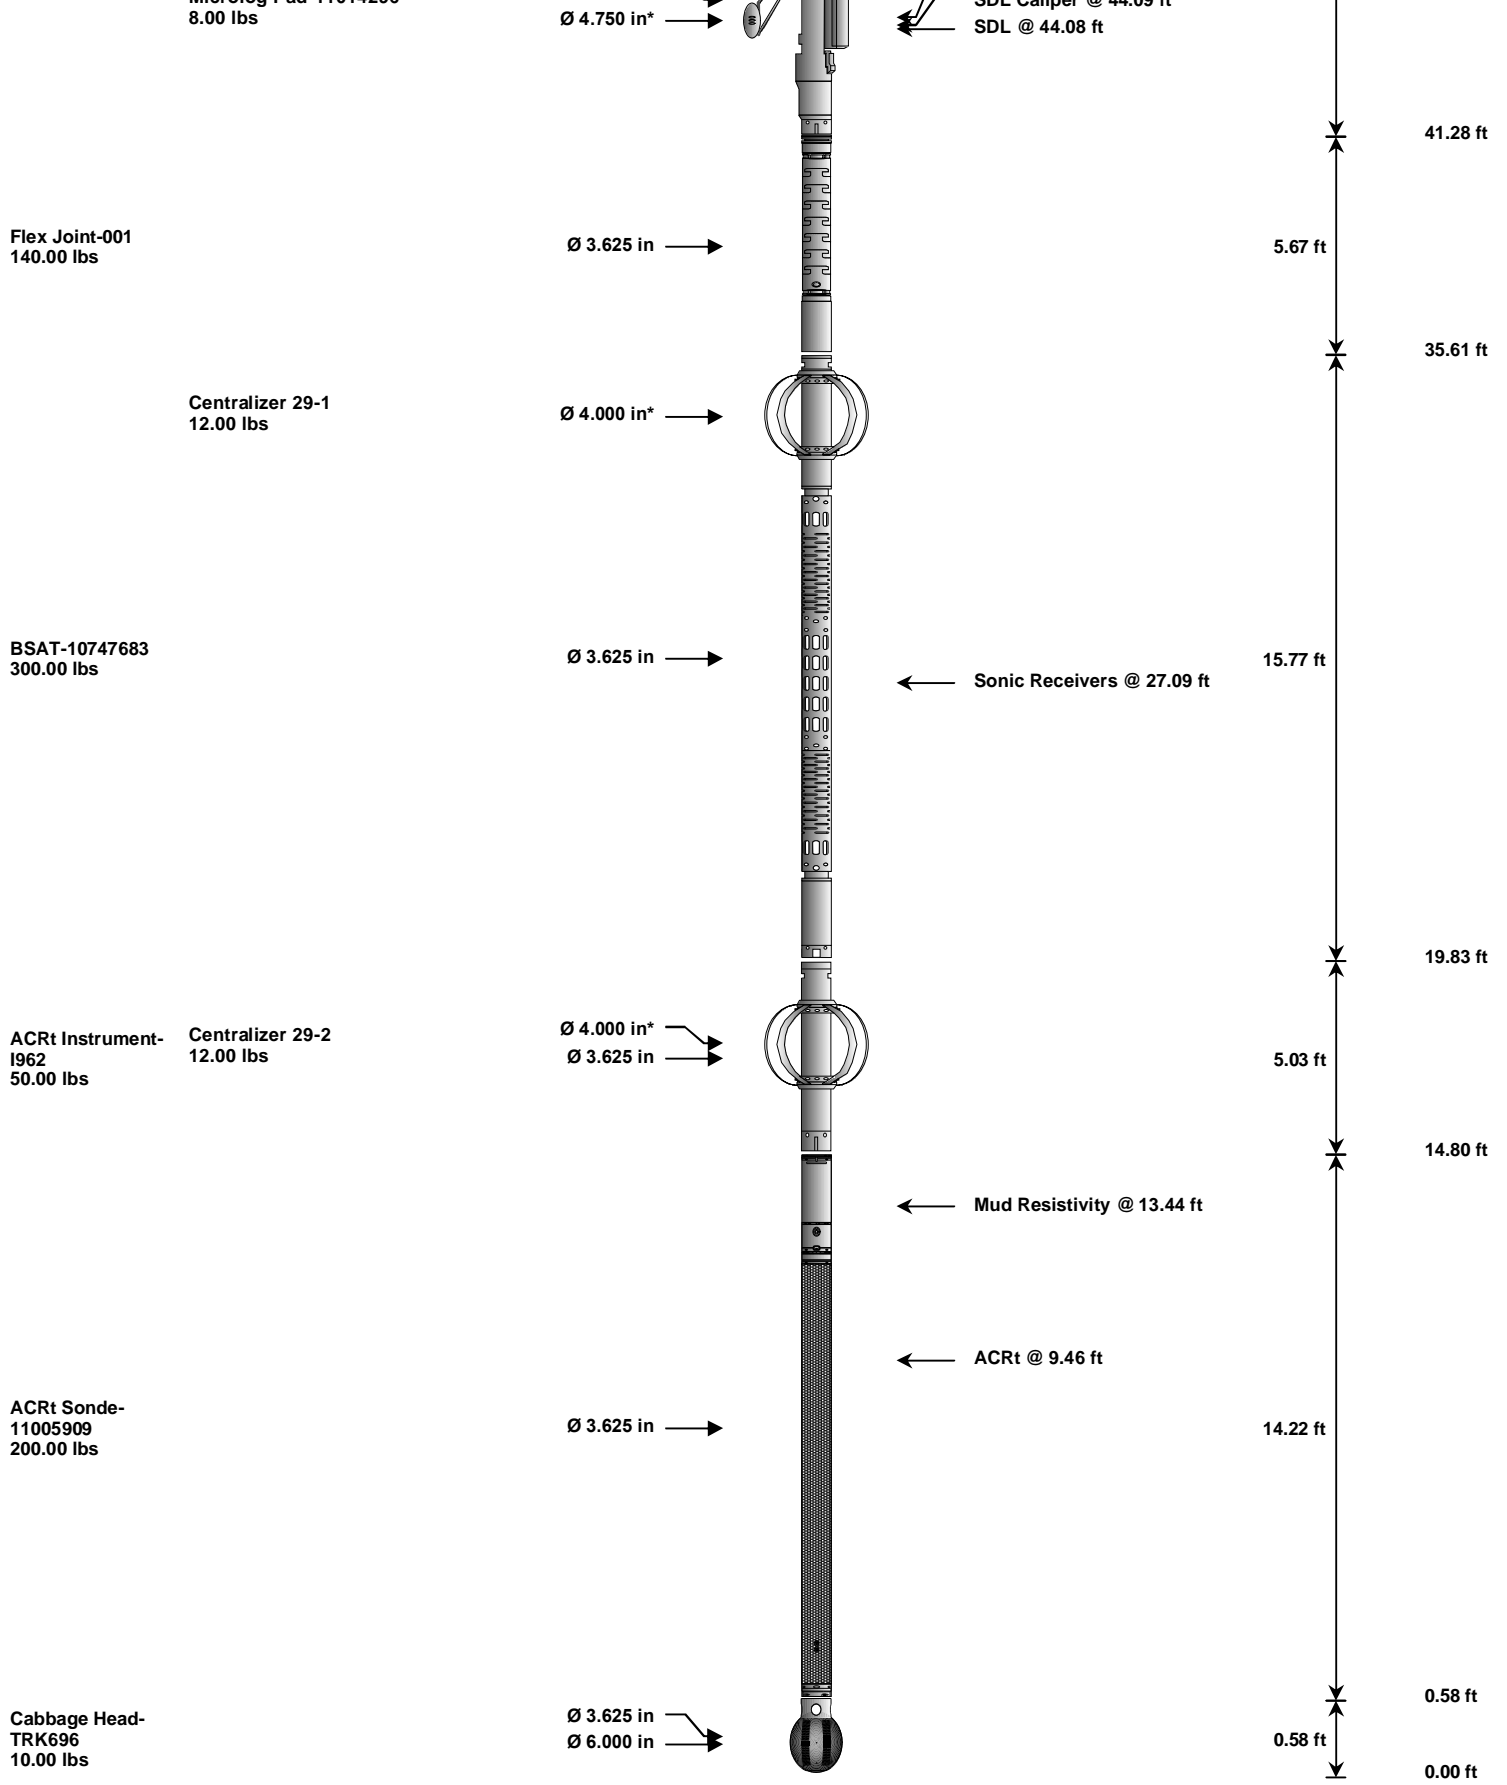 8.00 lbs
Ø 4.750 in*
SDL Caliper @ 44.09 ft
SDL @ 44.08 ft
41.28 ft
Flex Joint-001
140.00 lbs
Ø 3.625 in
5.67 ft
35.61 ft
Centralizer 29-1
12.00 lbs
Ø 4.000 in*
BSAT-10747683
300.00 lbs
Ø 3.625 in
Sonic Receivers @ 27.09 ft
15.77 ft
19.83 ft
ACRt Instrument-
I962
50.00 lbs
Centralizer 29-2
12.00 lbs
Ø 4.000 in*
Ø 3.625 in
5.03 ft
14.80 ft
Mud Resistivity @ 13.44 ft
ACRt @ 9.46 ft
ACRt Sonde-
11005909
200.00 lbs
Ø 3.625 in
14.22 ft
0.58 ft
Cabbage Head-
TRK696
10.00 lbs
Ø 3.625 in
Ø 6.000 in
0.58 ft
0.00 ft